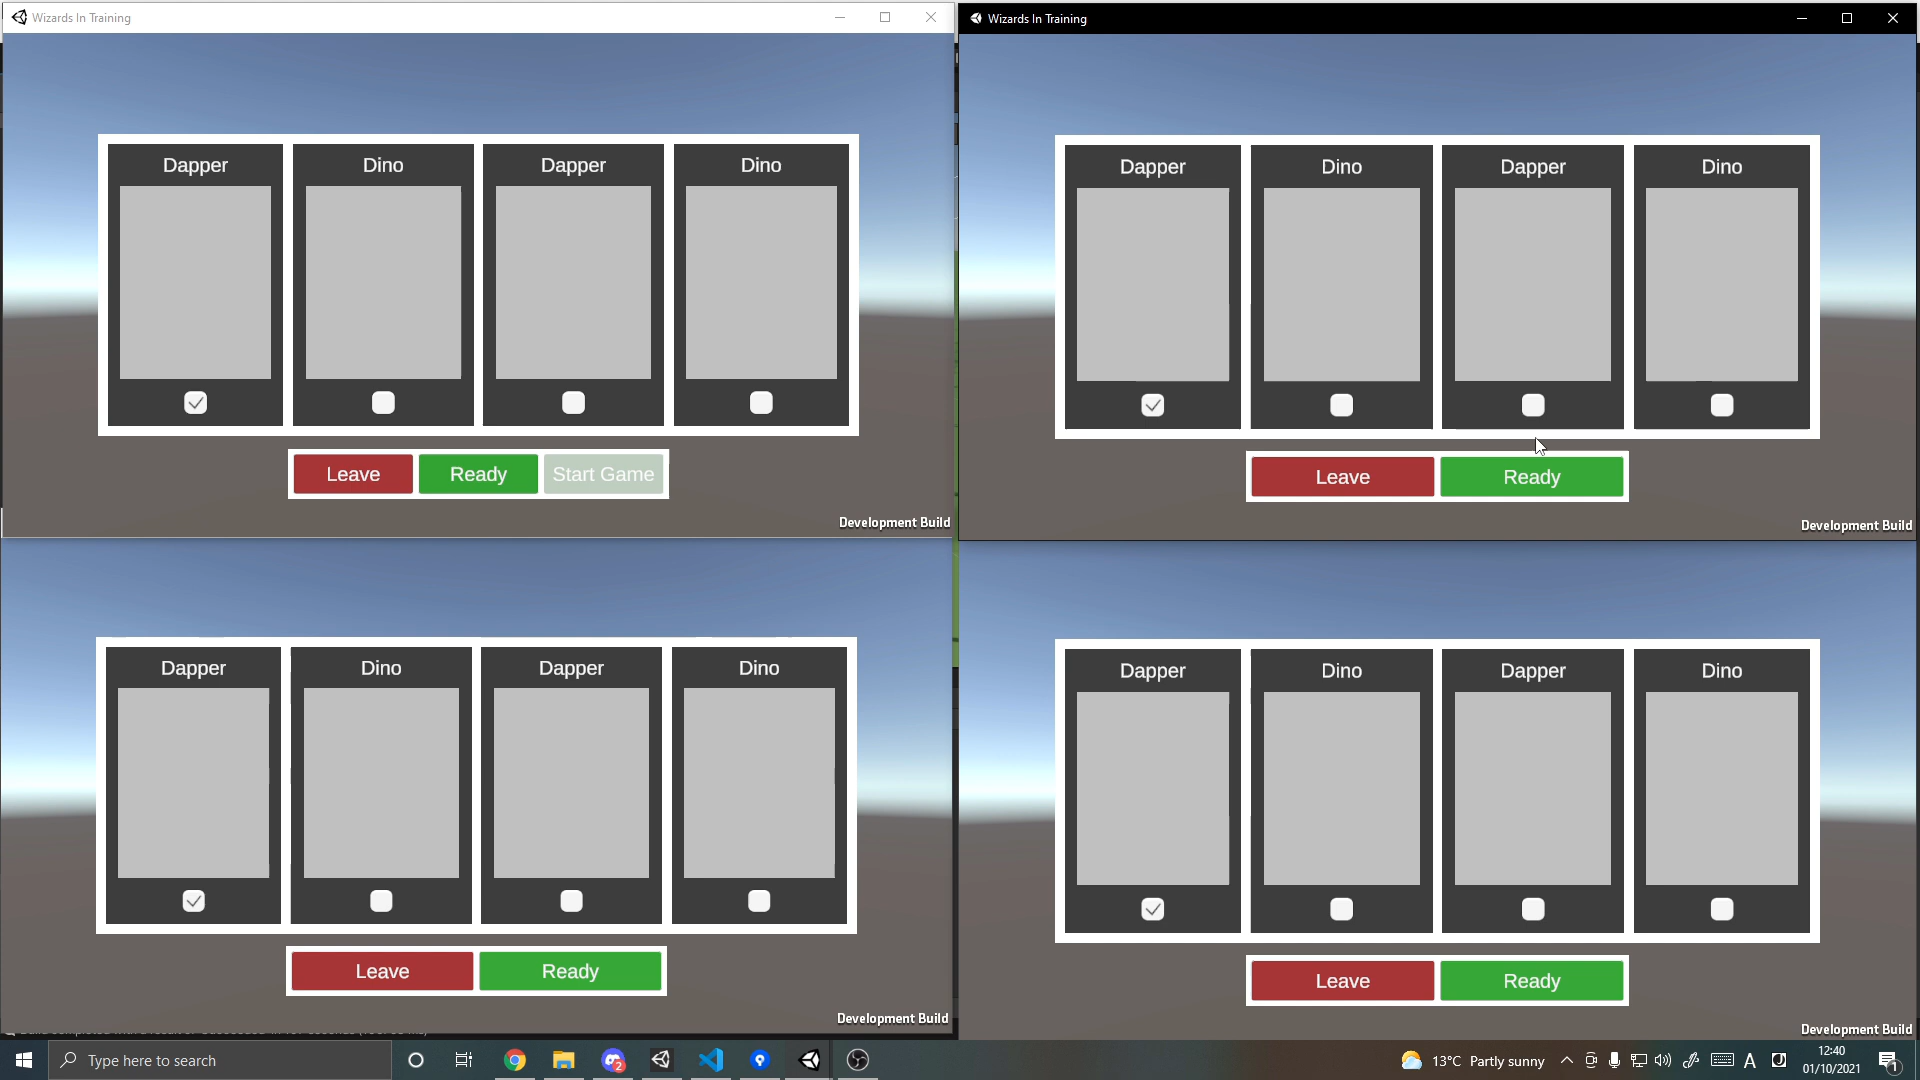 Wizards In Training
Dapper Dino Dapper Dino
Leave Ready Start Game
Development Build
Wizards In Training
Dapper Dino Dapper Dino
Leave Ready
Development Build
Dapper Dino Dapper Dino
Leave Ready
Development Build
Dapper Dino Dapper Dino
Leave Ready
Development Build
Type here to search
2
13°C Partly sunny
A
12:40
01/10/2021
1